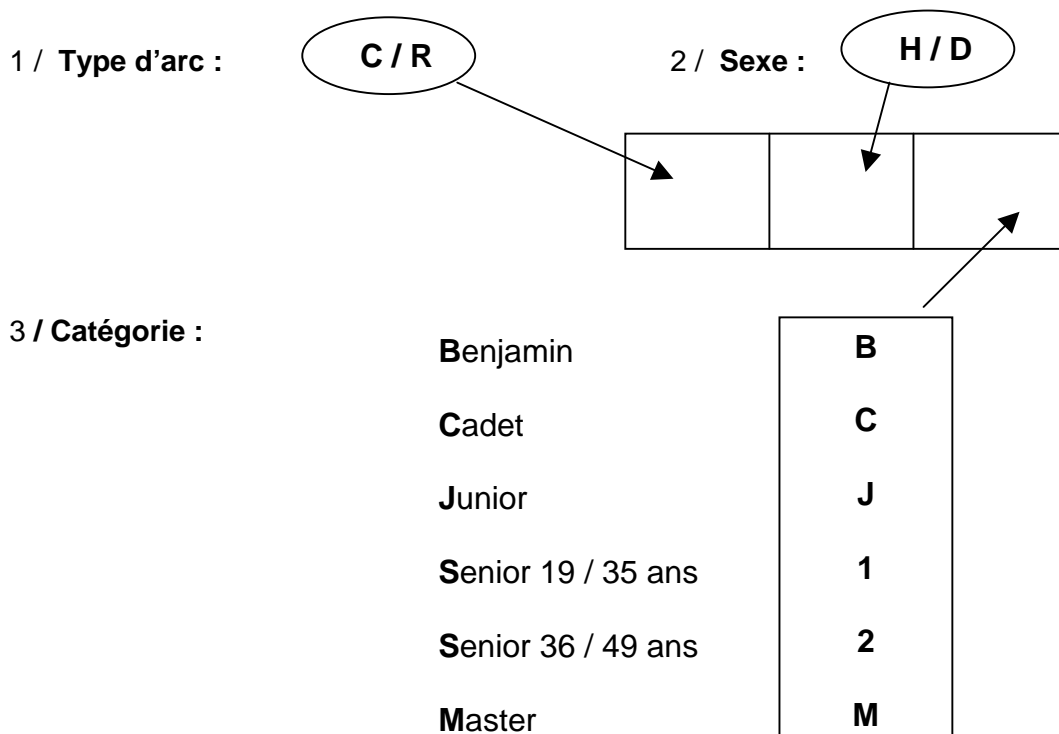 1 / Type d’arc : C / R 2 / Sexe : H / D
3 / Catégorie :
Benjamin B
Cadet C
Junior J
Senior 19 / 35 ans 1
Senior 36 / 49 ans 2
Master M